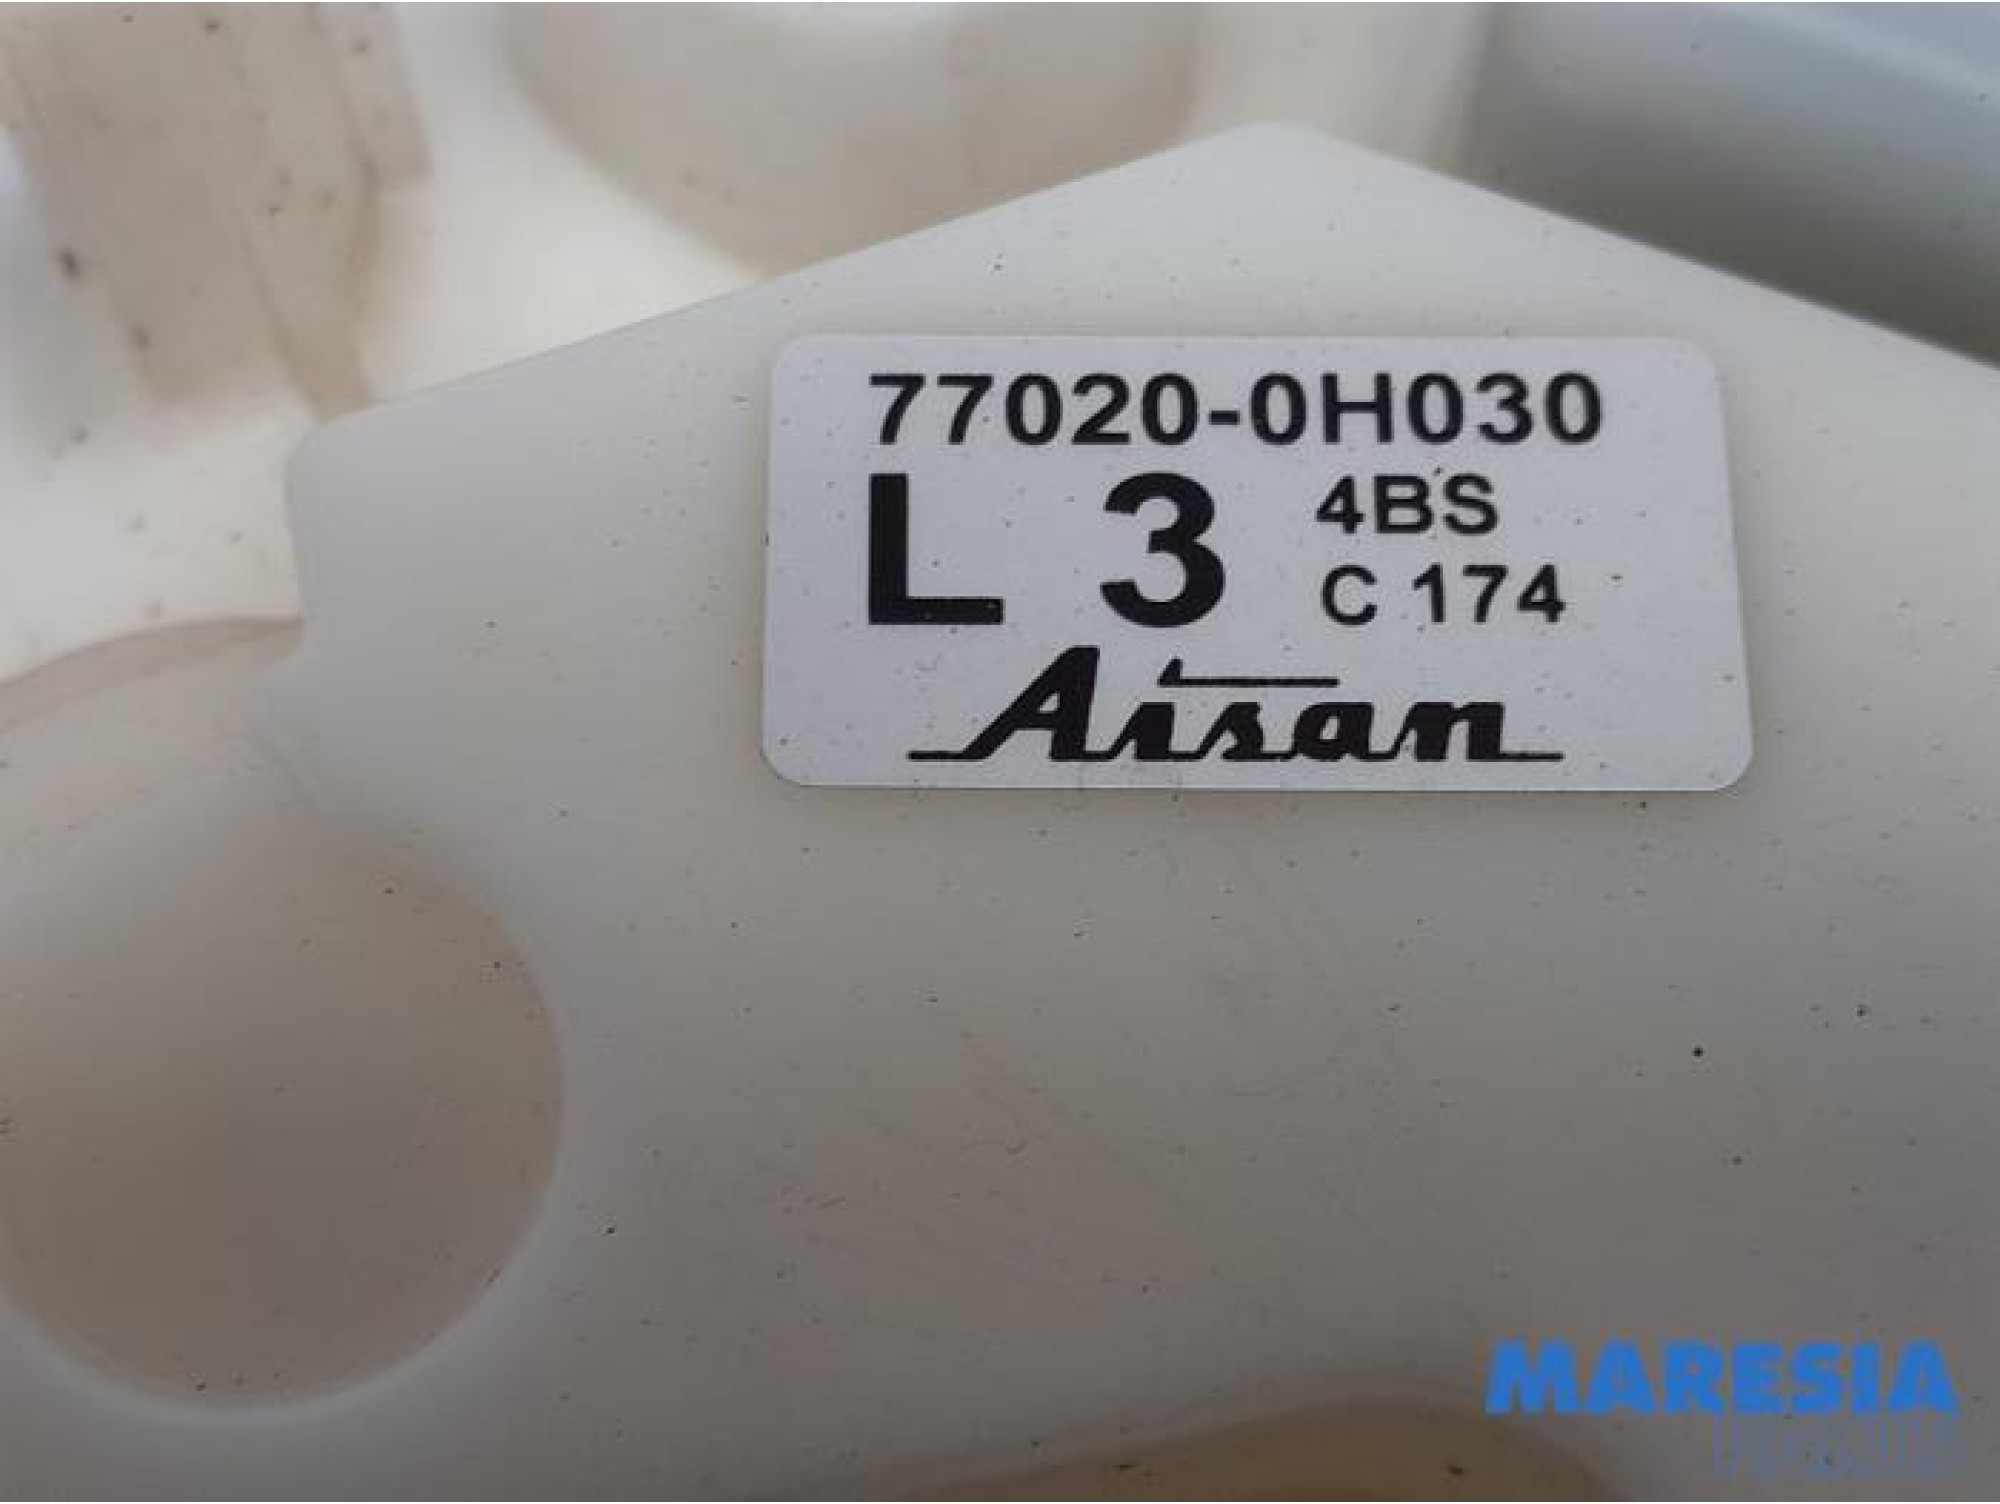 77020-0H030
L 3 4BS
C 174
Aisan
MARESIA